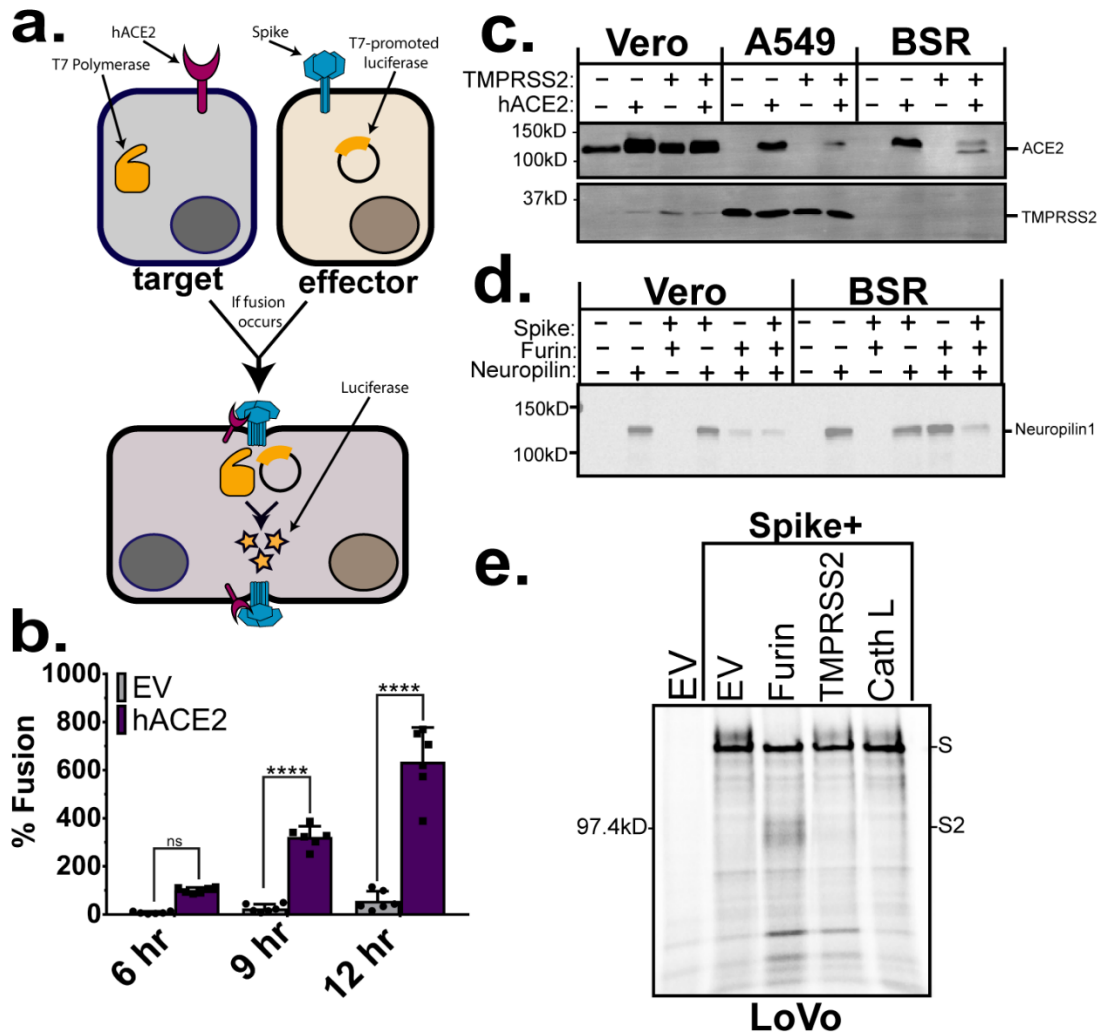 a.
hACE2
T7 Polymerase
Spike
T7-promoted
luciferase
target
effector
If fusion
occurs
Luciferase
b.
% Fusion
1000
800
600
400
200
0
EV
hACE2
ns
****
****
6 hr
9 hr
12 hr
c.
Vero A549 BSR
TMPRSS2: – – + + – – + + – – + +
hACE2: – + – + – + – + – + – +
150kD
100kD
ACE2
37kD
TMPRSS2
d.
Vero BSR
Spike: – – + + – + – – + + – +
Furin: – – + – + + – – + – + +
Neuropilin: – + – + + + – + – + + +
150kD
100kD
Neuropilin1
e.
Spike+
EV
EV
Furin
TMPRSS2
Cath L
S
97.4kD
S2
LoVo